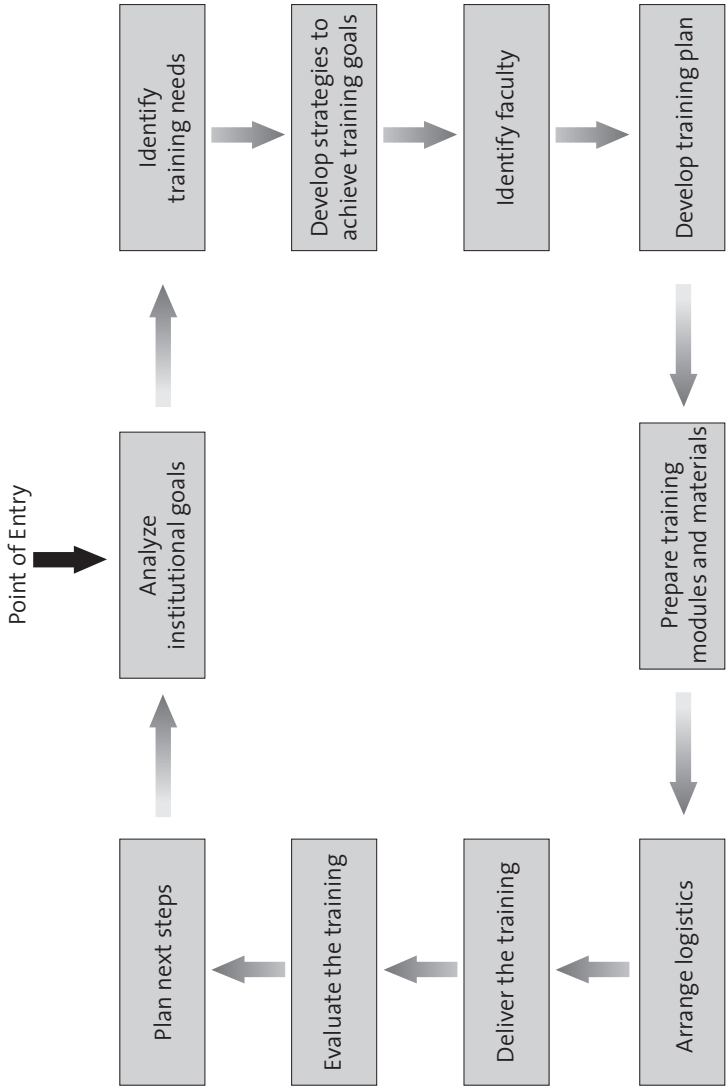 Point of Entry
Analyze
institutional goals
Identify
training needs
Develop strategies to
achieve training goals
Identify faculty
Develop training plan
Prepare training
modules and materials
Arrange logistics
Deliver the training
Evaluate the training
Plan next steps